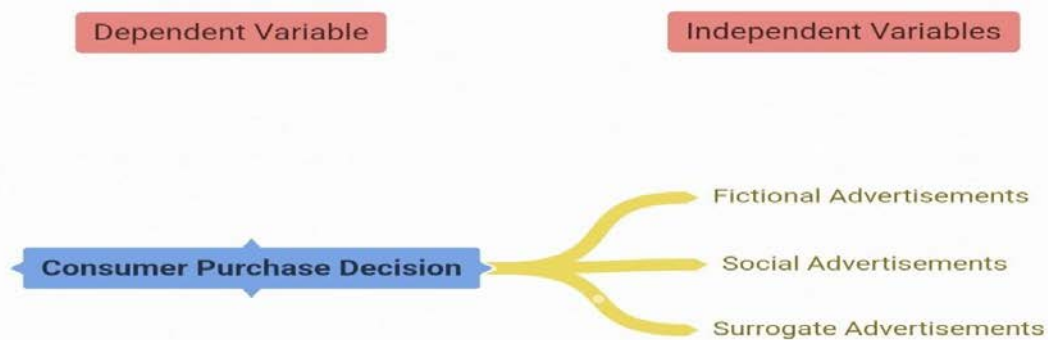 Dependent Variable
Independent Variables
Fictional Advertisements
Consumer Purchase Decision
Social Advertisements
Surrogate Advertisements